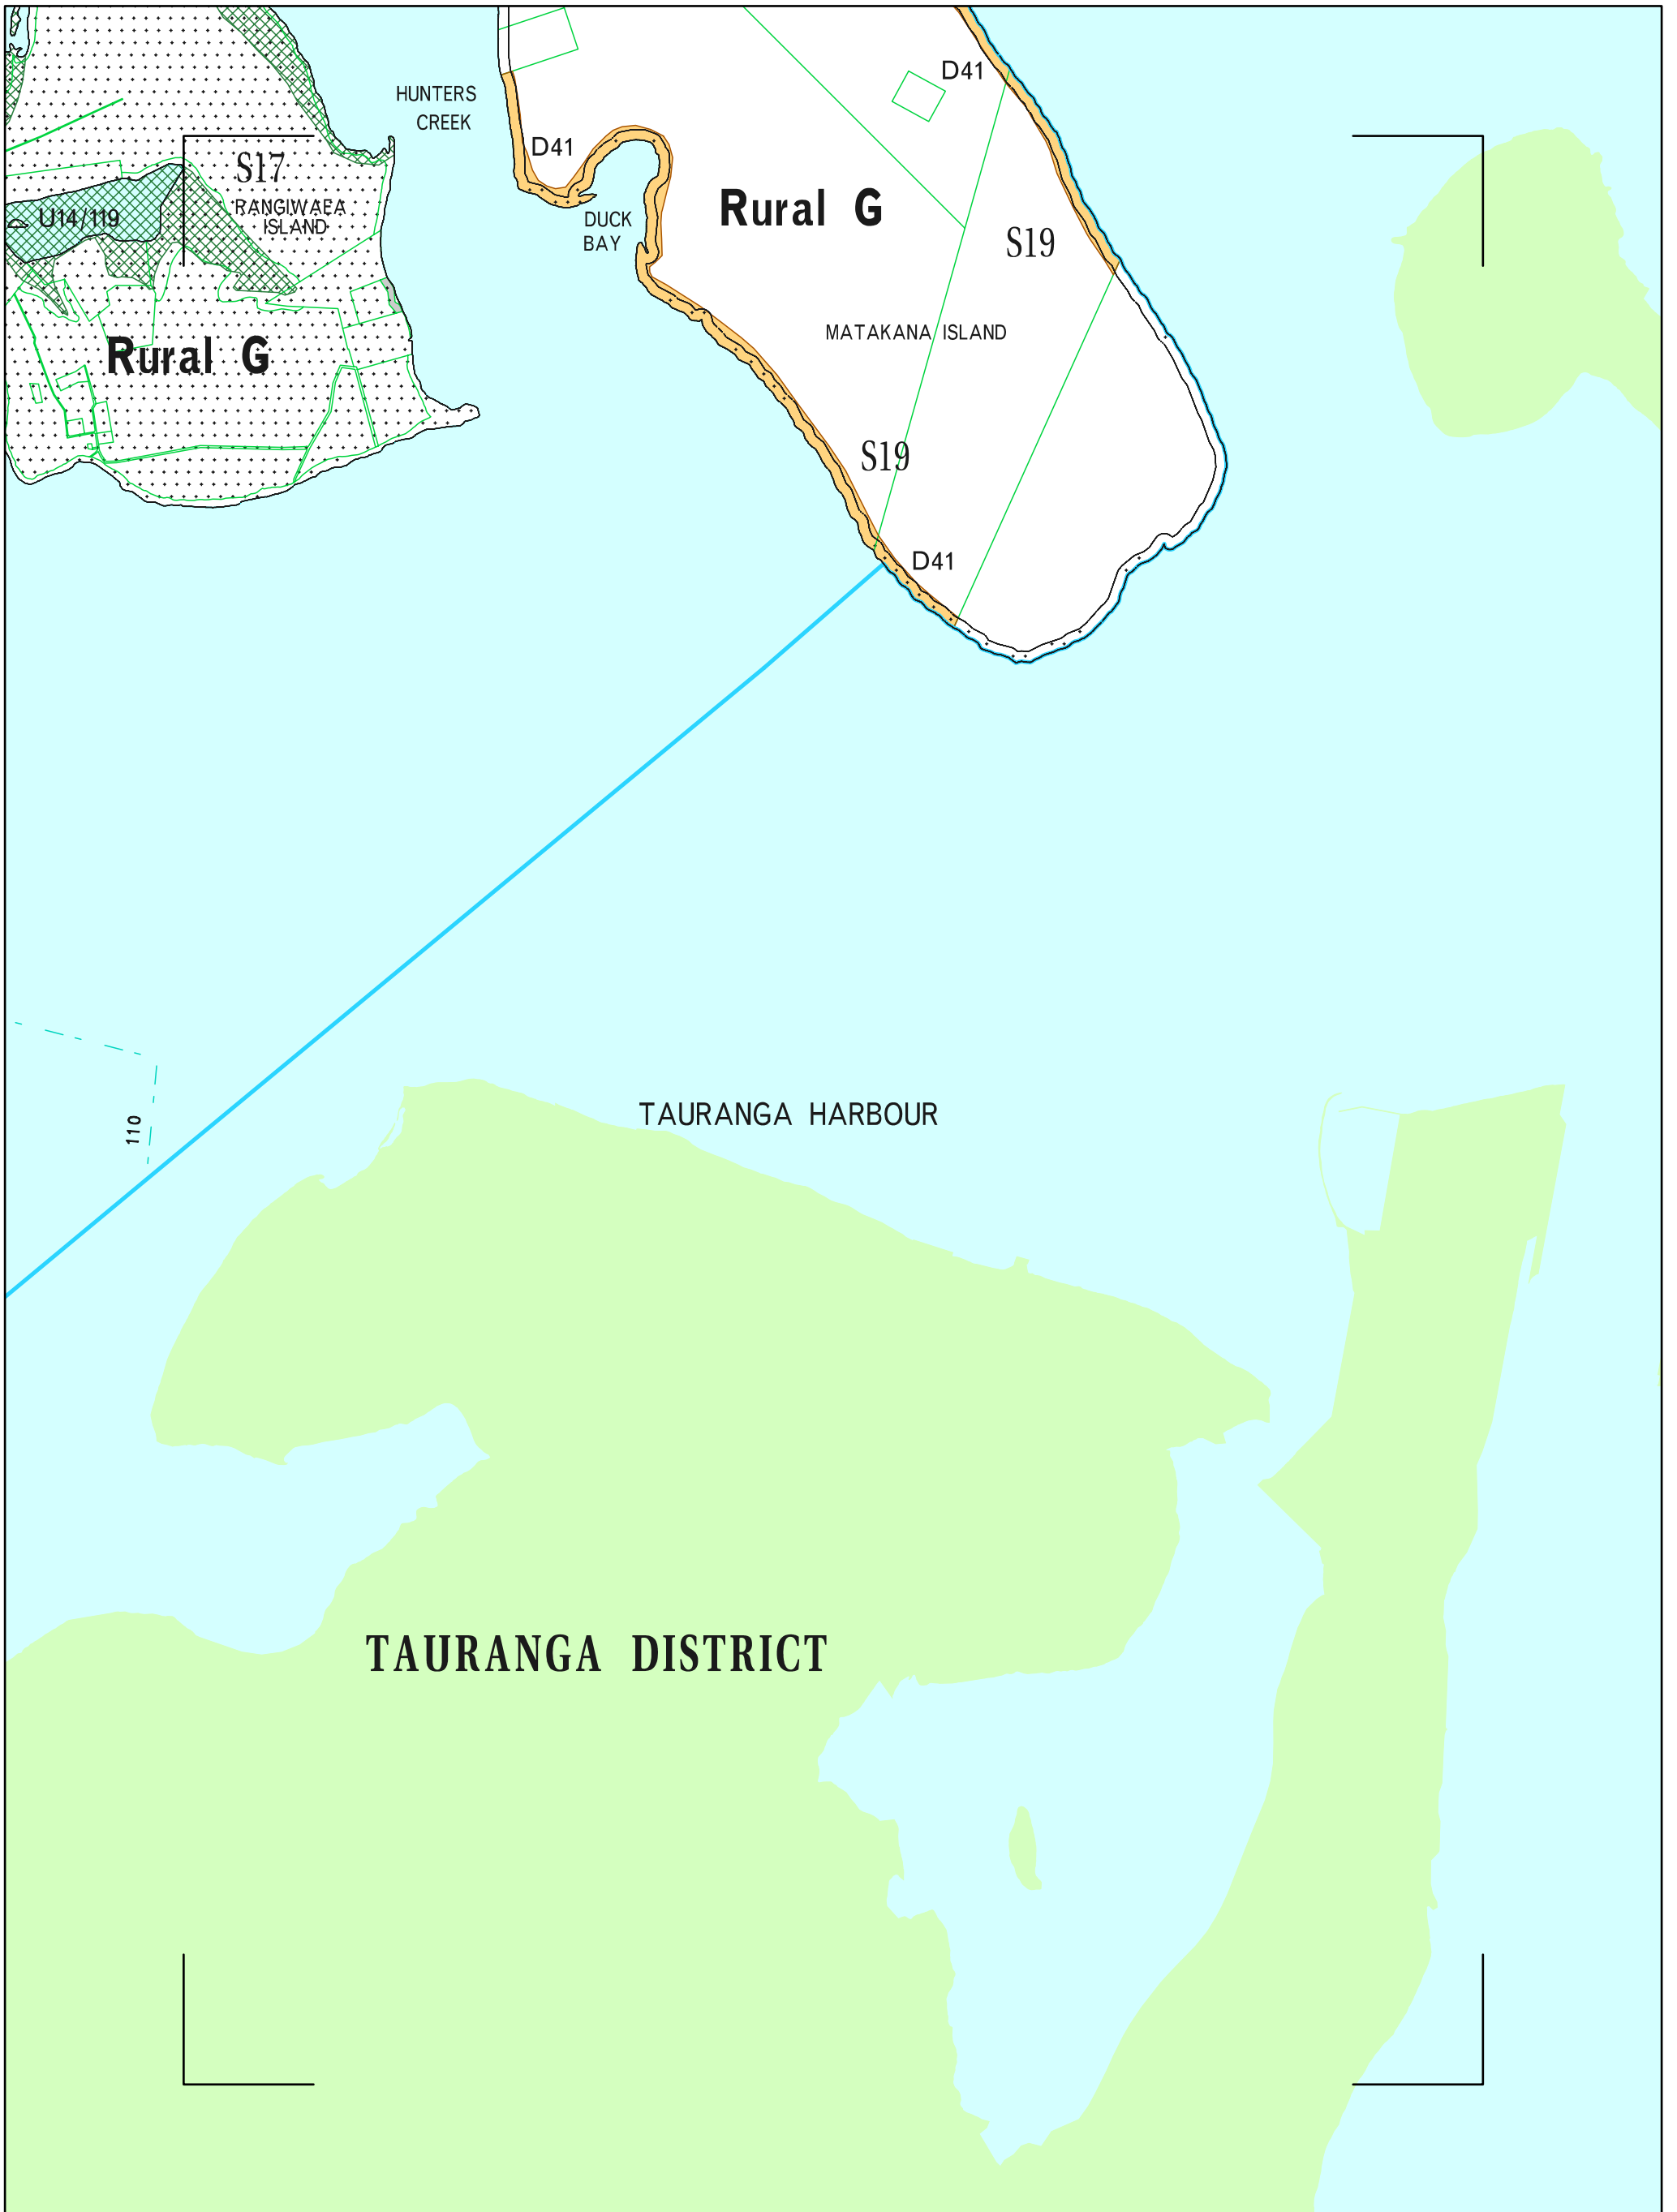 D41
HUNTERS
CREEK
D41
S17
U14/119
RANGIWAEA
ISLAND
DUCK
BAY
Rural G
S19
MATAKANA ISLAND
Rural G
S19
D41
TAURANGA HARBOUR
110
TAURANGA DISTRICT